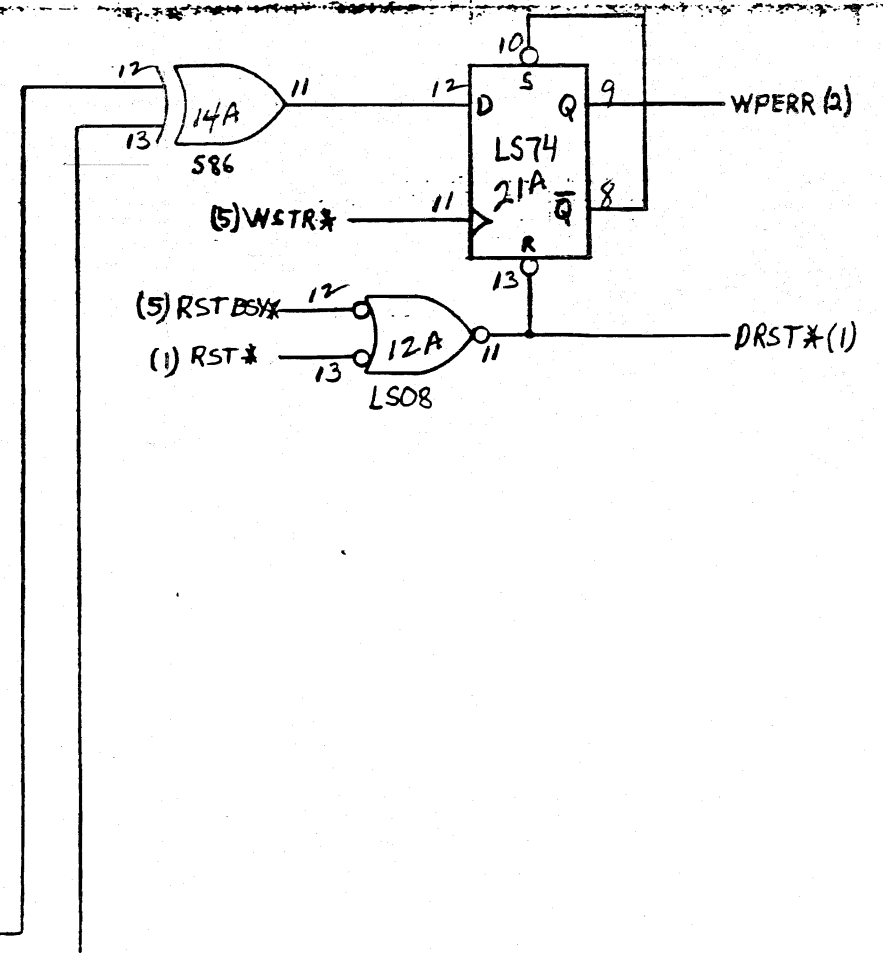 10
12
11
12
S
14A
D
Q
9
WPERR (2)
13
LS74
S86
21A
(5) WSTR*
11
Q̅
8
R
(5) RSTBSY*
12
13
12A
DRST* (1)
(1) RST*
11
13
LS08